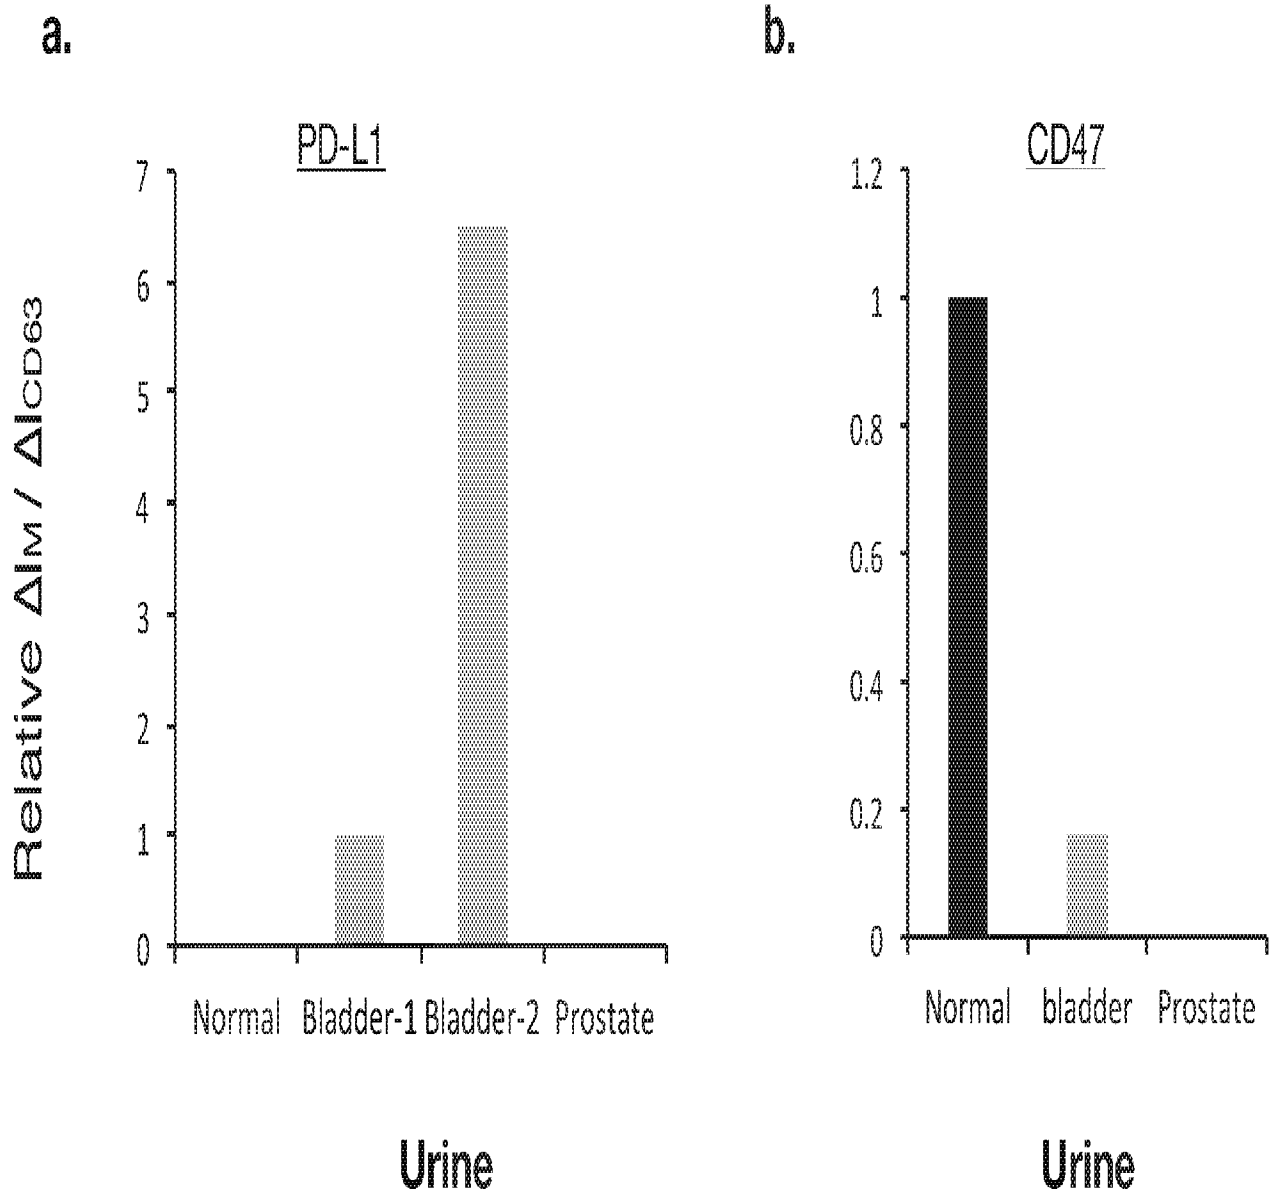 a.
PD-L1
7
6
5
4
3
2
1
0
Relative ΔIM / ΔICD63
Normal Bladder-1 Bladder-2 Prostate
Urine
b.
CD47
1.2
1
0.8
0.6
0.4
0.2
0
Normal bladder Prostate
Urine